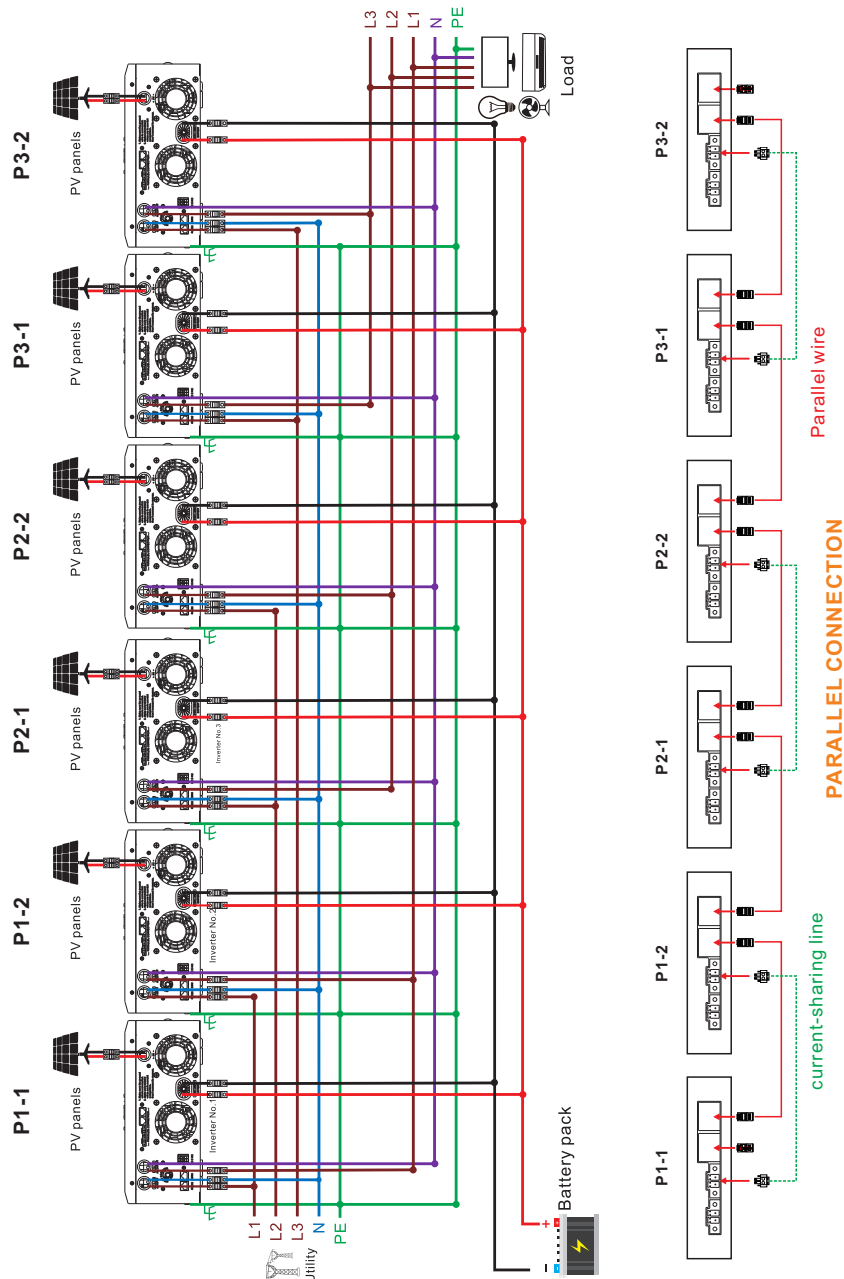 P1-1
P1-2
P2-1
P2-2
P3-1
P3-2
PV panels
PV panels
PV panels
PV panels
PV panels
PV panels
Inverter No.1
Inverter No.2
Inverter No.3
L1
L2
L3
N
PE
Utility
L3
L2
L1
N
PE
Load
+
−
Battery pack
P1-1
P1-2
P2-1
P2-2
P3-1
P3-2
current-sharing line
Parallel wire
PARALLEL CONNECTION